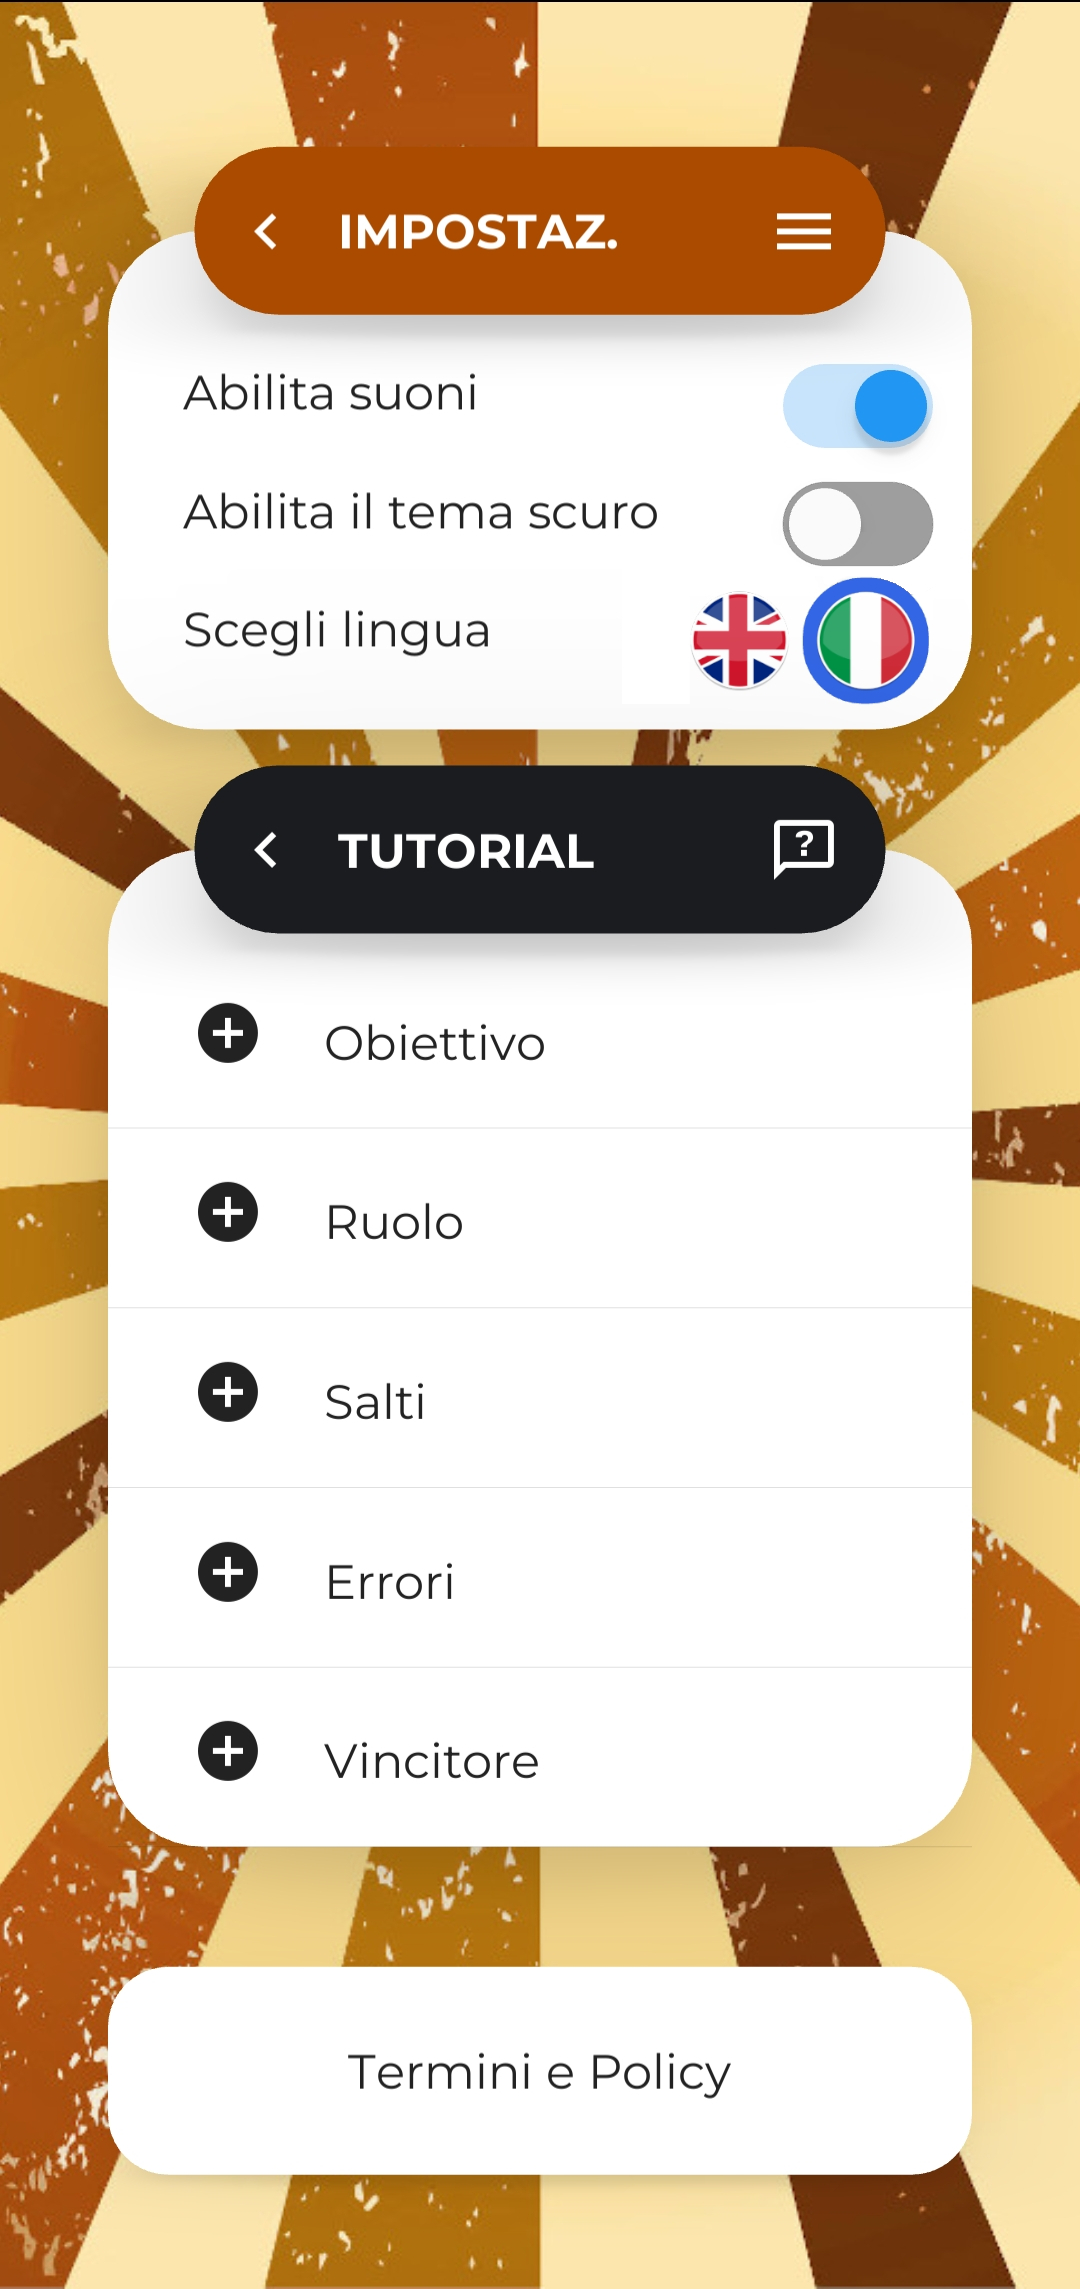 IMPOSTAZ.
Abilita suoni
Abilita il tema scuro
Scegli lingua
TUTORIAL
?
Obiettivo
Ruolo
Salti
Errori
Vincitore
Termini e Policy